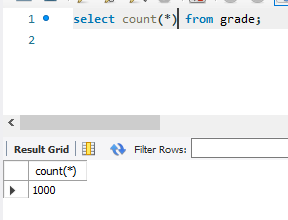 1 select count(*) from grade;
2
Result Grid Filter Rows:
count(*)
1000